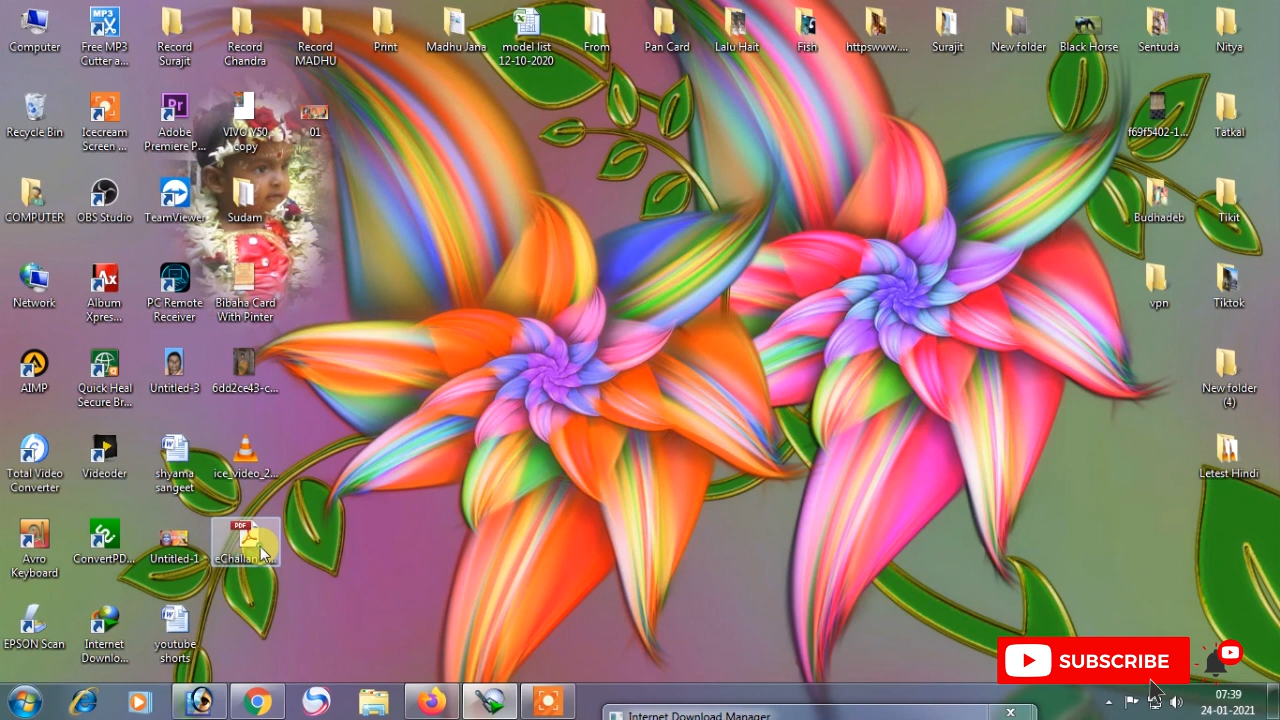 Computer
Free MP3
Cutter a...
Record
Surajit
Record
Chandra
Record
MADHU
Print
Madhu Jana
model list
12-10-2020
From
Pan Card
Lalu Hait
Fish
httpswww....
Surajit
New folder
Black Horse
Sentuda
Nitya
Recycle Bin
Icecream
Screen ...
Adobe
Premiere P...
VIVO Y50
copy
01
f69f5402-1...
Tatkal
COMPUTER
OBS Studio
TeamViewer
Sudam
Budhadeb
Tikit
Network
Album
Xpres...
PC Remote
Receiver
Bibaha Card
With Pinter
vpn
Tiktok
AIMP
Quick Heal
Secure Br...
Untitled-3
6dd2ce43-c...
New folder
(4)
Total Video
Converter
Videoder
shyama
sangeet
ice_video_2...
Letest Hindi
Avro
Keyboard
ConvertPD...
Untitled-1
PDF
EPSON Scan
Internet
Downlo...
youtube
shorts
SUBSCRIBE
Internet Download Manager
07:39
24-01-2021